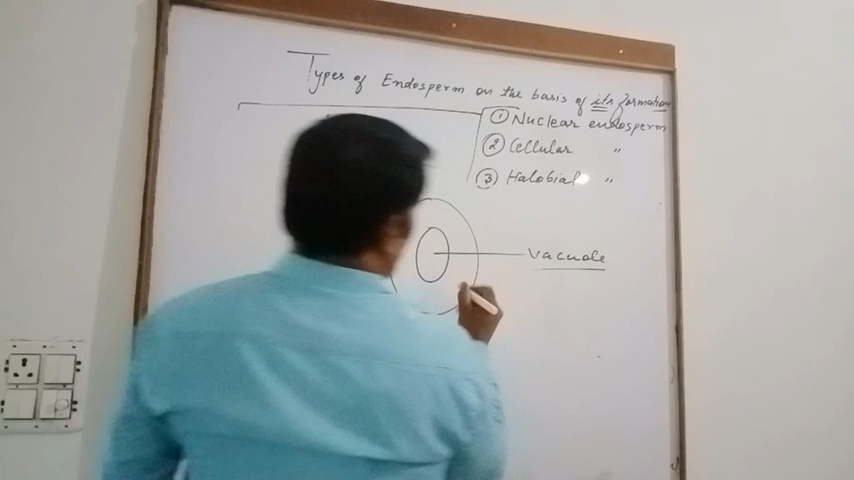 Types of Endosperm on the basis of its formation
① Nuclear endosperm
② Cellular "
③ Halobial "
Vacuole